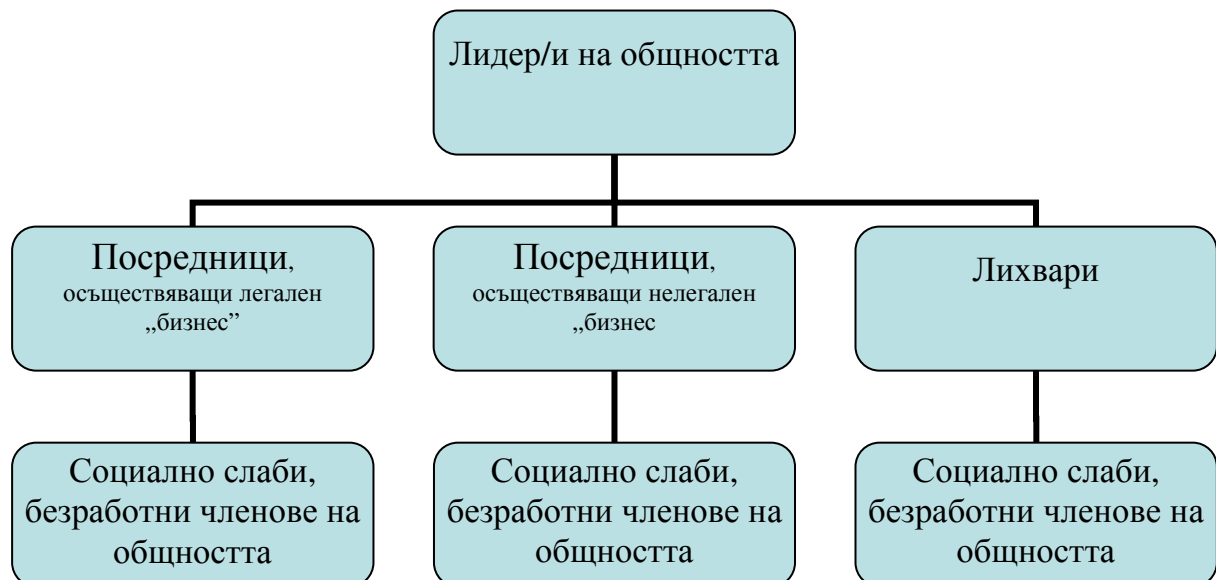 Лидер/и на общността
Посредници,
осъществяващи легален
„бизнес”
Посредници,
осъществяващи нелегален
„бизнес
Лихвари
Социално слаби,
безработни членове на
общността
Социално слаби,
безработни членове на
общността
Социално слаби,
безработни членове на
общността